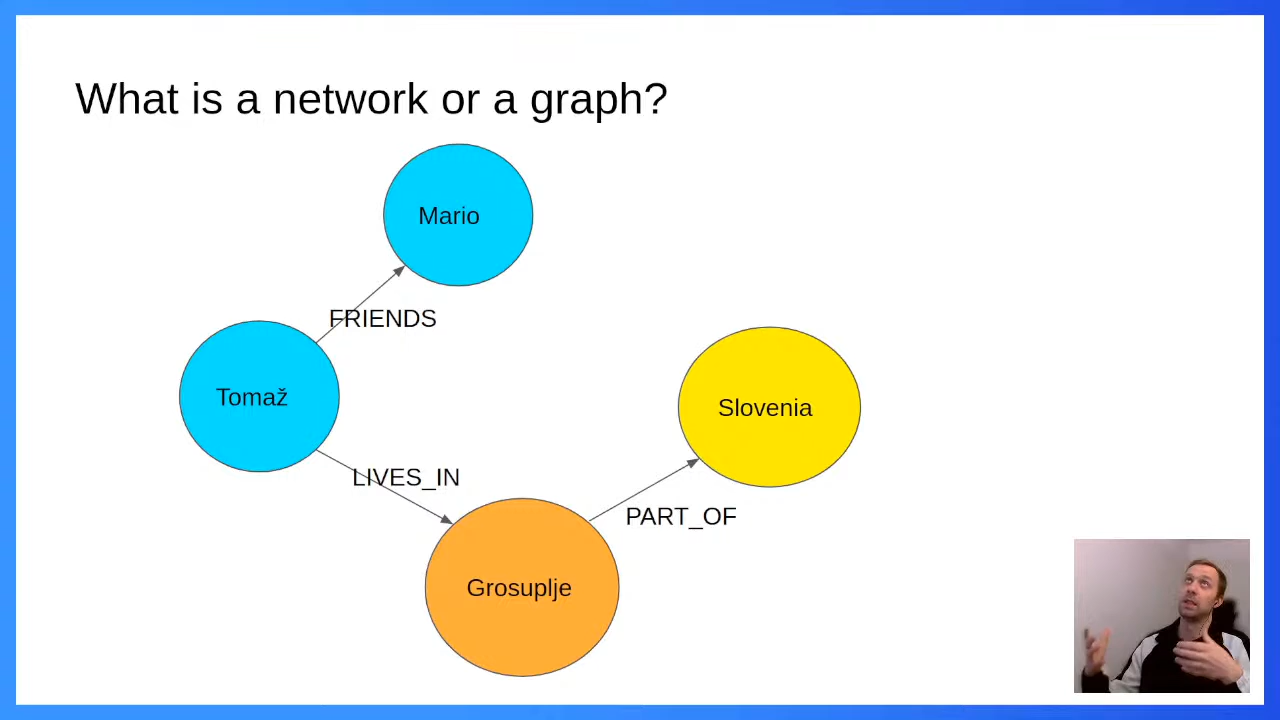 What is a network or a graph?
Mario
FRIENDS
Tomaž
Slovenia
LIVES_IN
PART_OF
Grosuplje